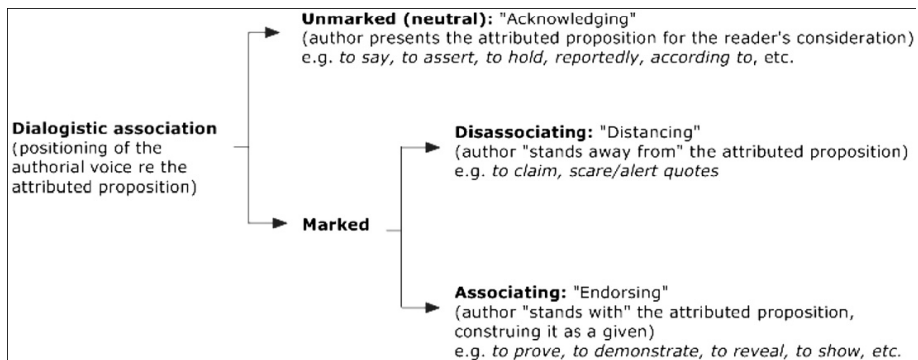 Unmarked (neutral): "Acknowledging"
(author presents the attributed proposition for the reader's consideration)
e.g. to say, to assert, to hold, reportedly, according to, etc.
Dialogistic association
(positioning of the
authorial voice re the
attributed proposition)
Marked
Disassociating: "Distancing"
(author "stands away from" the attributed proposition)
e.g. to claim, scare/alert quotes
Associating: "Endorsing"
(author "stands with" the attributed proposition,
construing it as a given)
e.g. to prove, to demonstrate, to reveal, to show, etc.